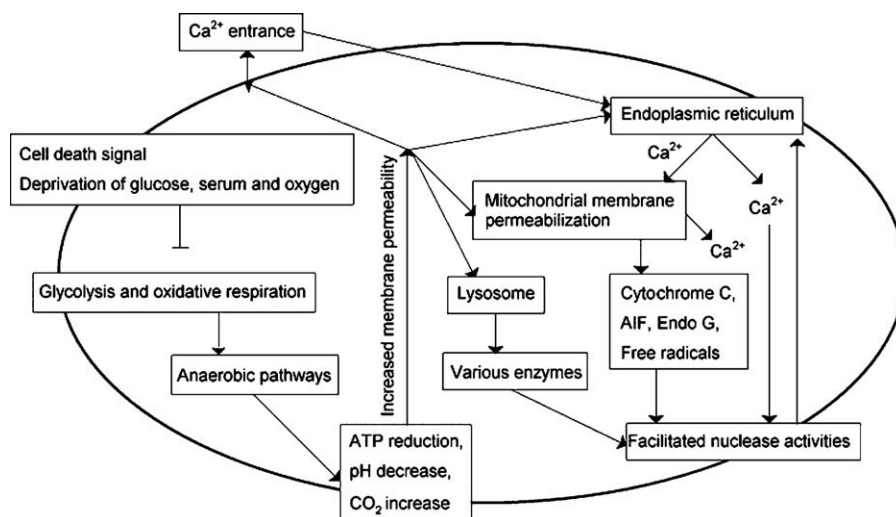 Ca²⁺ entrance
Endoplasmic reticulum
Cell death signal
Deprivation of glucose, serum and oxygen
Ca²⁺
Increased membrane permeability
Mitochondrial membrane
permeabilization
Ca²⁺
Ca²⁺
Glycolysis and oxidative respiration
Lysosome
Cytochrome C,
AIF, Endo G,
Free radicals
Anaerobic pathways
Various enzymes
ATP reduction,
pH decrease,
CO₂ increase
Facilitated nuclease activities